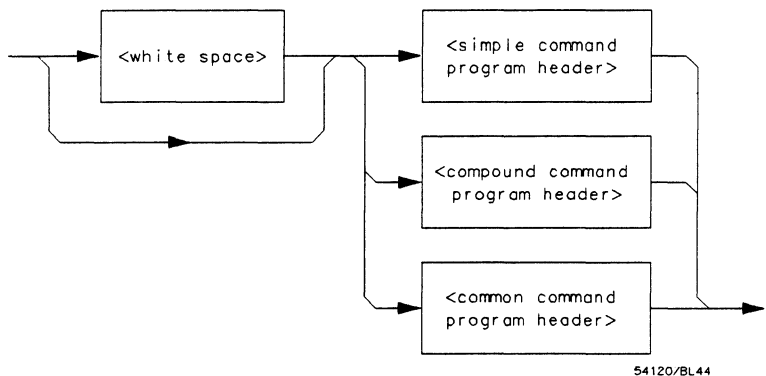 <white space>
<simple command
program header>
<compound command
program header>
<common command
program header>
54120/BL44